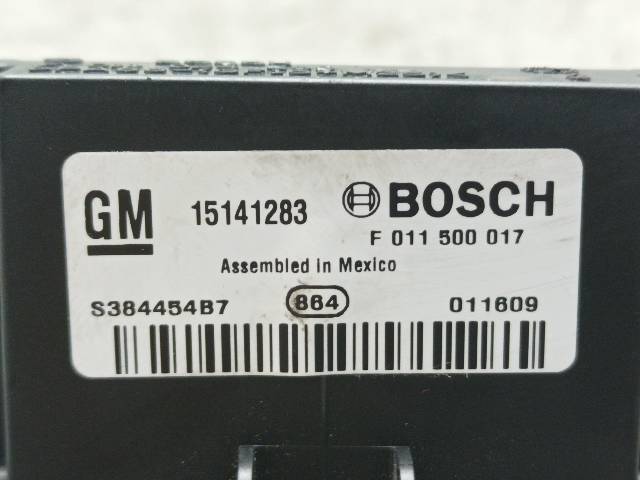 GM 15141283 BOSCH
F 011 500 017
Assembled in Mexico
S384454B7 864 011609